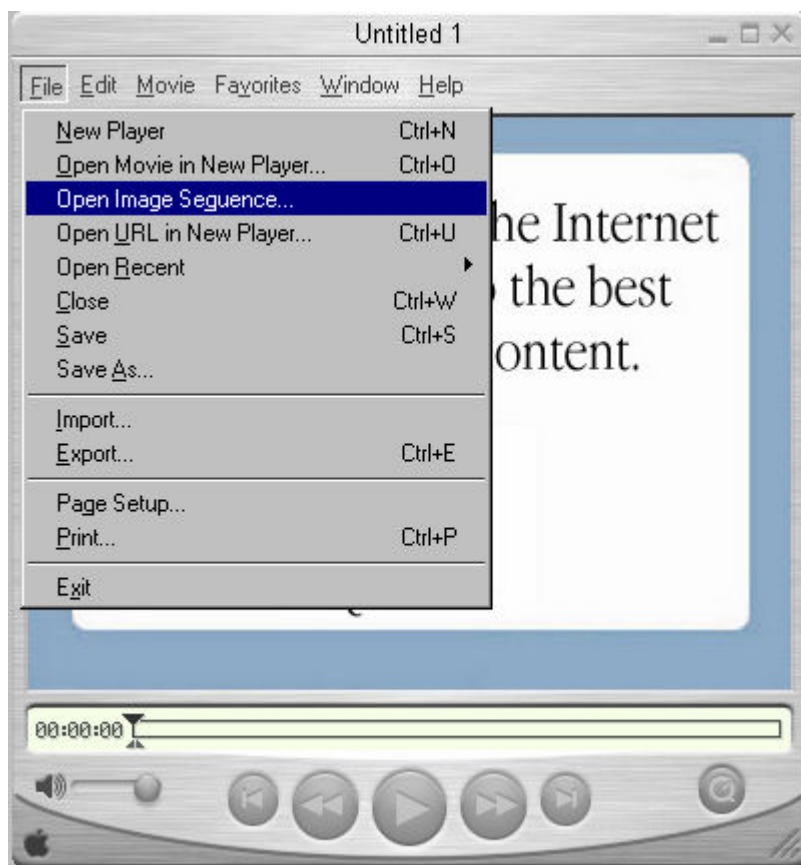 Untitled 1
File Edit Movie Favorites Window Help
New Player Ctrl+N
Open Movie in New Player... Ctrl+O
Open Image Seguence...
Open URL in New Player... Ctrl+U
Open Recent
Close Ctrl+W
Save Ctrl+S
Save As...
Import...
Export... Ctrl+E
Page Setup...
Print... Ctrl+P
Exit
he Internet
the best
ontent.
00:00:00